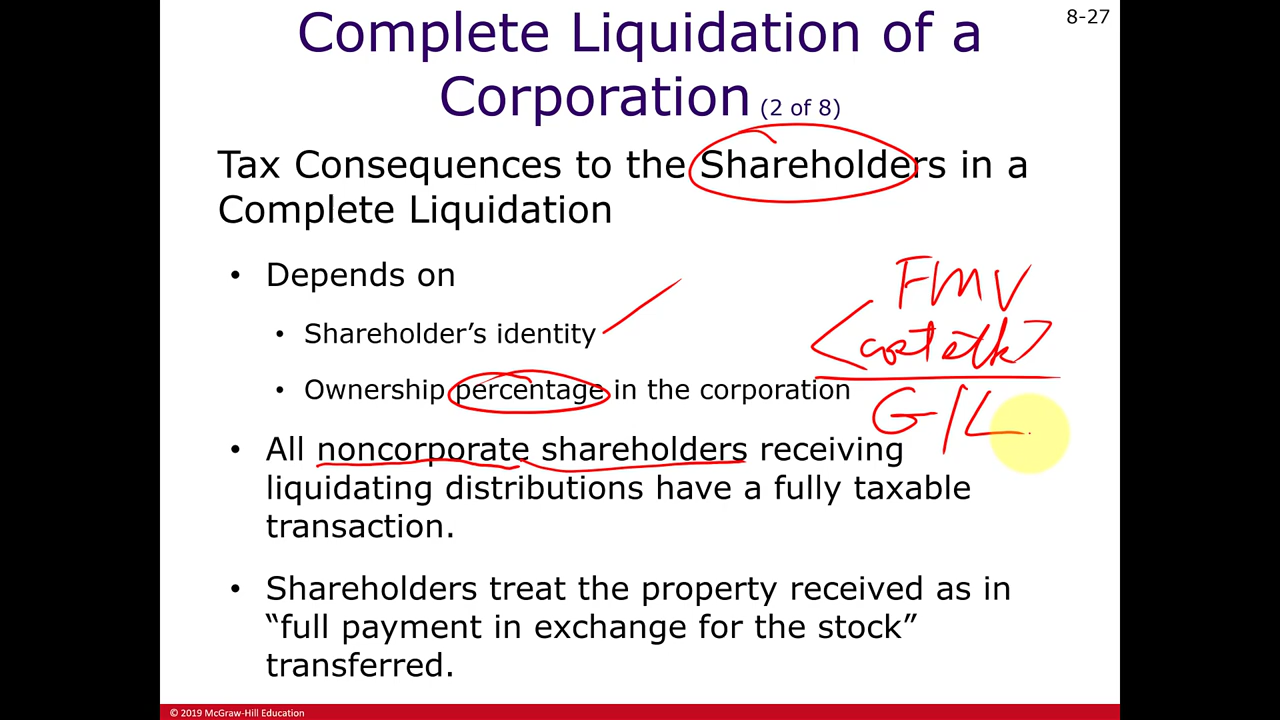 8-27
Complete Liquidation of a
Corporation (2 of 8)
Tax Consequences to the Shareholders in a
Complete Liquidation
• Depends on
• Shareholder’s identity
• Ownership percentage in the corporation
• All noncorporate shareholders receiving
liquidating distributions have a fully taxable
transaction.
• Shareholders treat the property received as in
“full payment in exchange for the stock”
transferred.
FMV
<cost
G/L
© 2019 McGraw-Hill Education